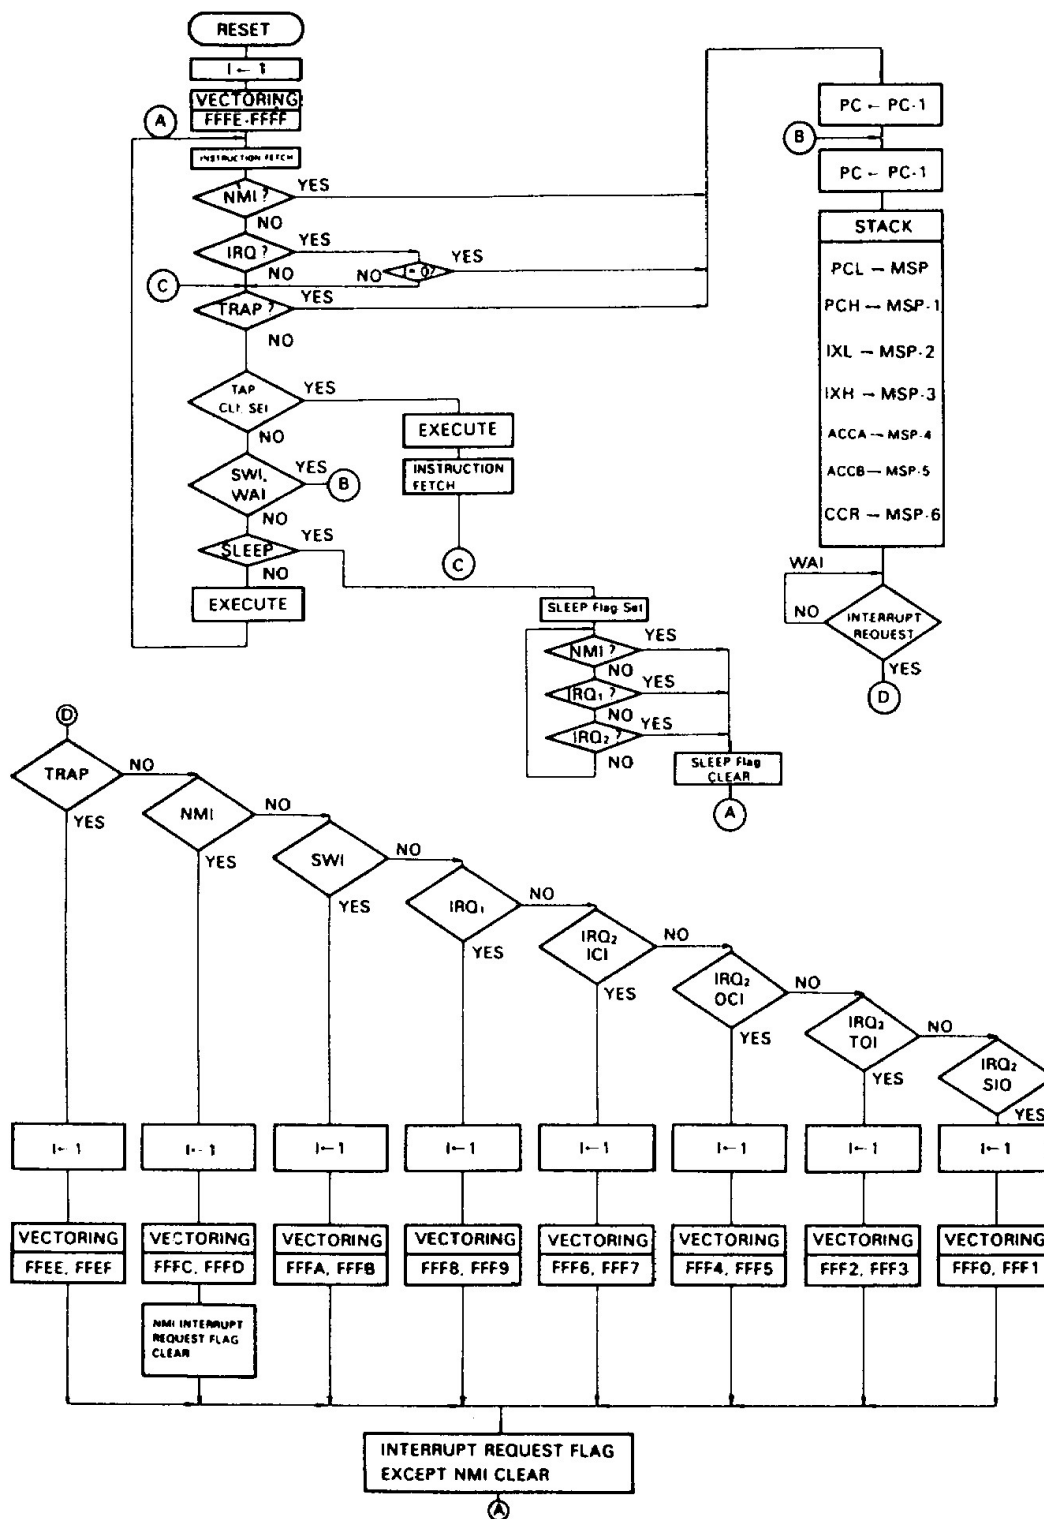 RESET
I ← 1
VECTORING
FFFE-FFFF
A
INSTRUCTION FETCH
NMI ?
YES
NO
IRQ ?
YES
NO
I = 0?
YES
NO
C
TRAP ?
YES
NO
TAP
CLI, SEI
YES
NO
EXECUTE
INSTRUCTION
FETCH
C
SWI,
WAI
YES
B
NO
SLEEP
YES
NO
EXECUTE
PC ← PC-1
B
PC ← PC-1
STACK
PCL → MSP
PCH → MSP-1
IXL → MSP-2
IXH → MSP-3
ACCA → MSP-4
ACCB → MSP-5
CCR → MSP-6
WAI
NO
INTERRUPT
REQUEST
YES
D
SLEEP Flag Set
NMI ?
YES
NO
IRQ₁ ?
YES
NO
IRQ₂ ?
YES
NO
SLEEP Flag
CLEAR
A
D
TRAP
NO
YES
NMI
NO
YES
SWI
NO
YES
IRQ₁
NO
YES
IRQ₂
ICI
NO
YES
IRQ₂
OCI
NO
YES
IRQ₂
TOI
NO
YES
IRQ₂
SIO
YES
I ← 1
I ← 1
I ← 1
I ← 1
I ← 1
I ← 1
I ← 1
I ← 1
VECTORING
FFEE, FFEF
VECTORING
FFFC, FFFD
VECTORING
FFFA, FFFB
VECTORING
FFF8, FFF9
VECTORING
FFF6, FFF7
VECTORING
FFF4, FFF5
VECTORING
FFF2, FFF3
VECTORING
FFF0, FFF1
NMI INTERRUPT
REQUEST FLAG
CLEAR
INTERRUPT REQUEST FLAG
EXCEPT NMI CLEAR
A